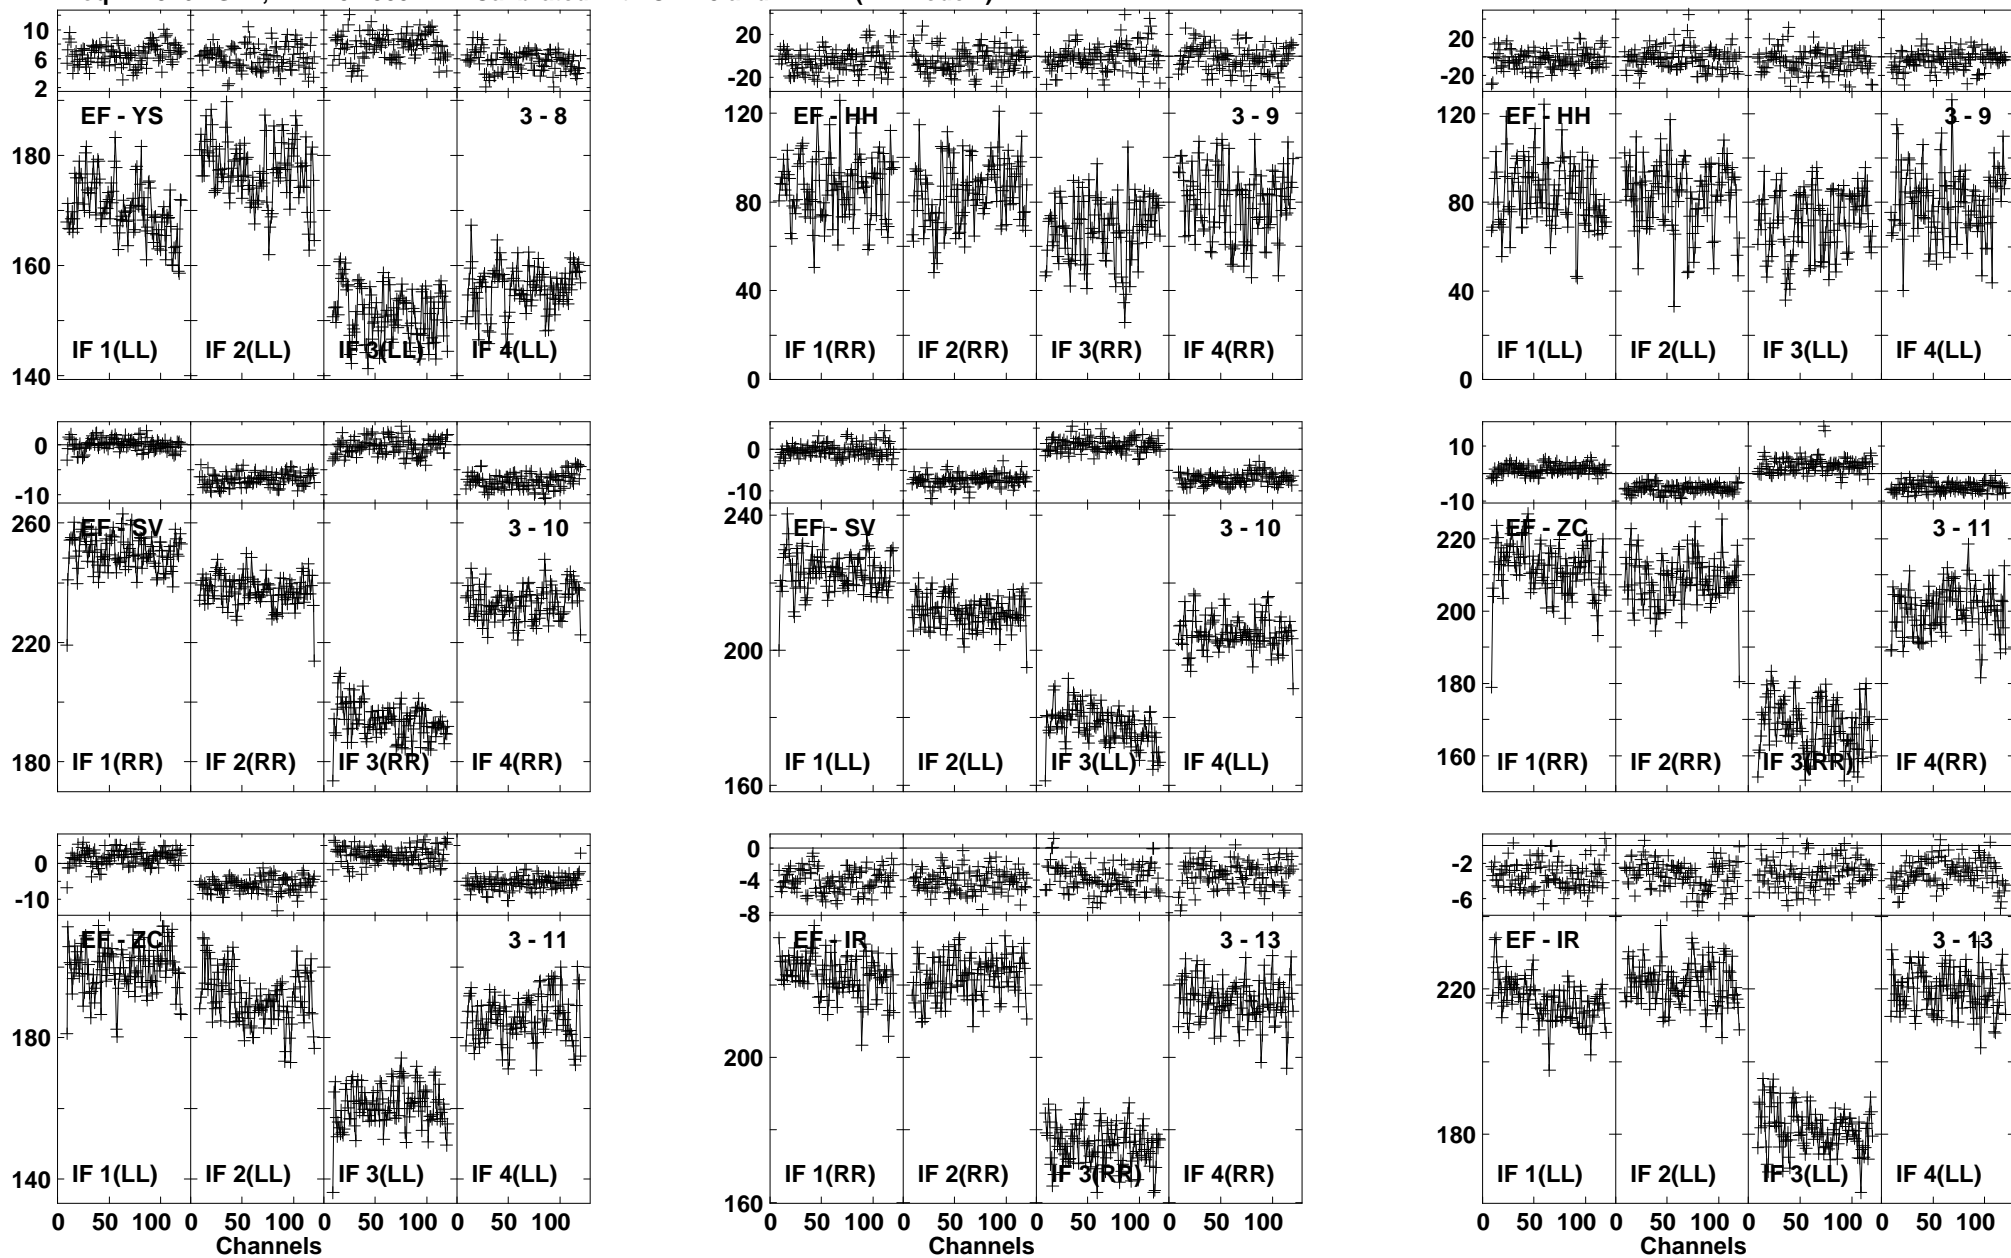 10 6 2
EF - YS 3 - 8
180 160 140
IF 1(LL) IF 2(LL) IF 3(LL) IF 4(LL)
20 -20
EF - HH 3 - 9
120 80 40 0
IF 1(RR) IF 2(RR) IF 3(RR) IF 4(RR)
20 -20
EF - HH 3 - 9
120 80 40 0
IF 1(LL) IF 2(LL) IF 3(LL) IF 4(LL)
0 -10
EF - SV 3 - 10
260 220 180
IF 1(RR) IF 2(RR) IF 3(RR) IF 4(RR)
0 -10
EF - SV 3 - 10
240 200 160
IF 1(LL) IF 2(LL) IF 3(LL) IF 4(LL)
10 -10
EF - ZC 3 - 11
220 200 180 160
IF 1(RR) IF 2(RR) IF 3(RR) IF 4(RR)
0 -10
EF - ZC 3 - 11
180 140
IF 1(LL) IF 2(LL) IF 3(LL) IF 4(LL)
0 50 100 0 50 100 0 50 100 0 50 100
Channels
0 -4 -8
EF - IR 3 - 13
200 160
IF 1(RR) IF 2(RR) IF 3(RR) IF 4(RR)
0 50 100 0 50 100 0 50 100 0 50 100
Channels
-2 -6
EF - IR 3 - 13
220 180
IF 1(LL) IF 2(LL) IF 3(LL) IF 4(LL)
0 50 100 0 50 100 0 50 100 0 50 100
Channels